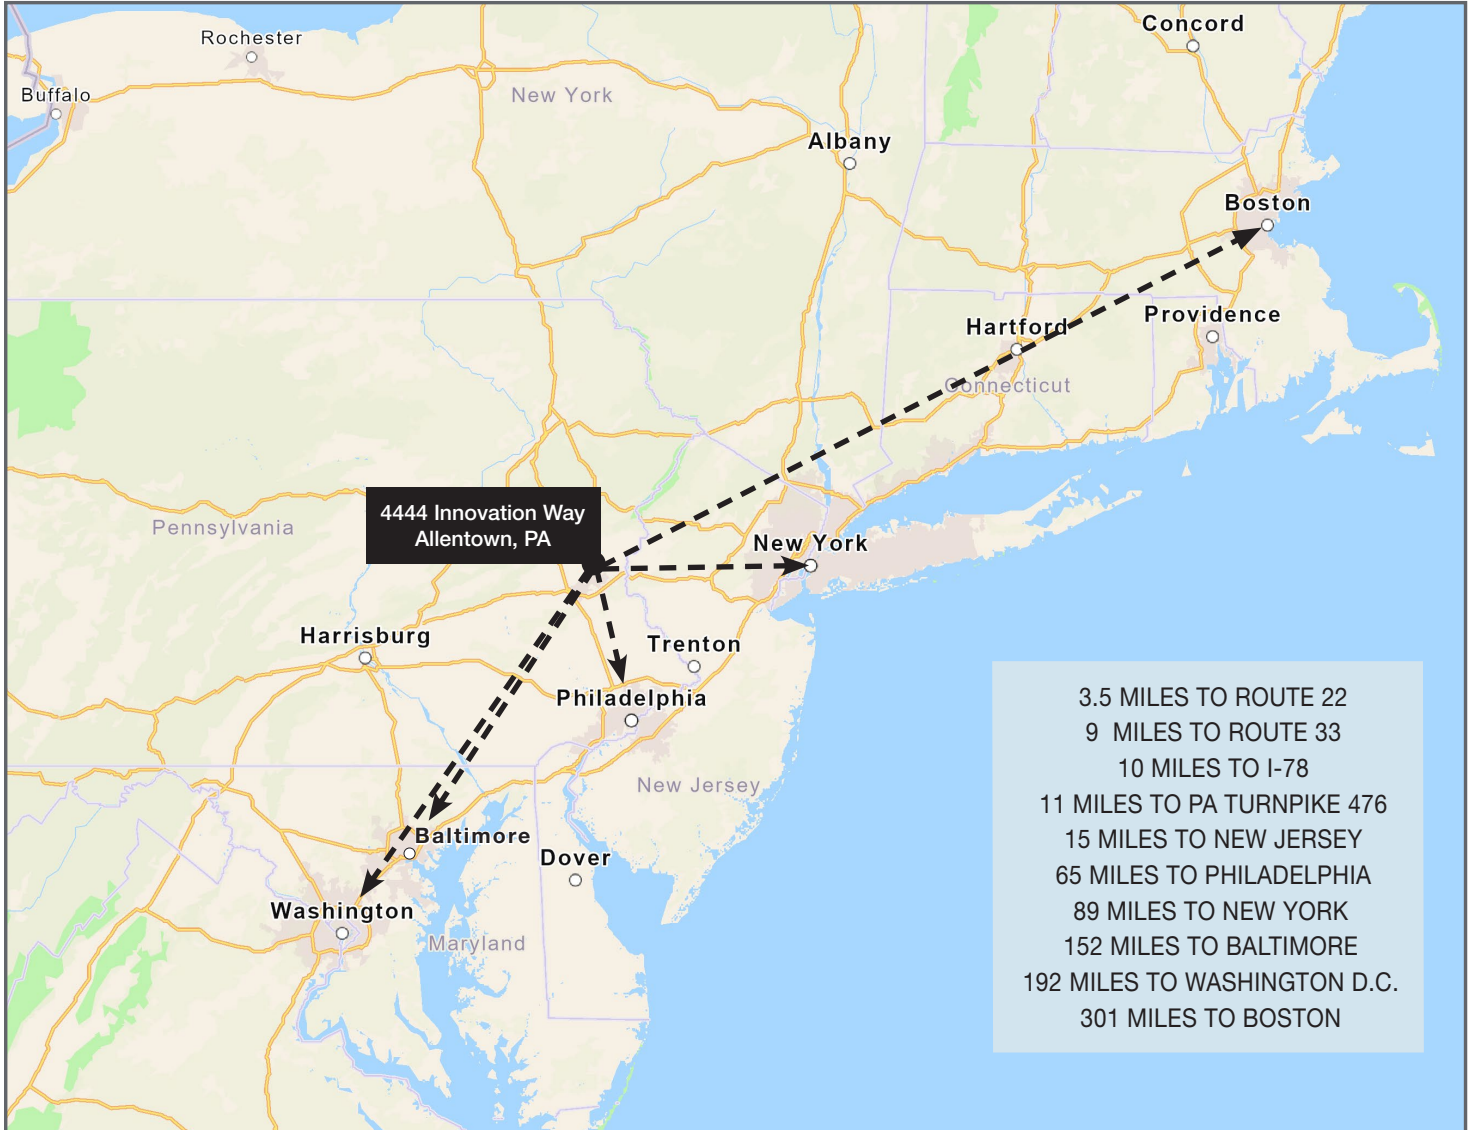 Concord
Rochester
Buffalo
New York
Albany
Boston
Providence
Hartford
Connecticut
4444 Innovation Way
Allentown, PA
Pennsylvania
New York
Harrisburg
Trenton
Philadelphia
New Jersey
Baltimore
Dover
Washington
Maryland
3.5 MILES TO ROUTE 22
9 MILES TO ROUTE 33
10 MILES TO I-78
11 MILES TO PA TURNPIKE 476
15 MILES TO NEW JERSEY
65 MILES TO PHILADELPHIA
89 MILES TO NEW YORK
152 MILES TO BALTIMORE
192 MILES TO WASHINGTON D.C.
301 MILES TO BOSTON